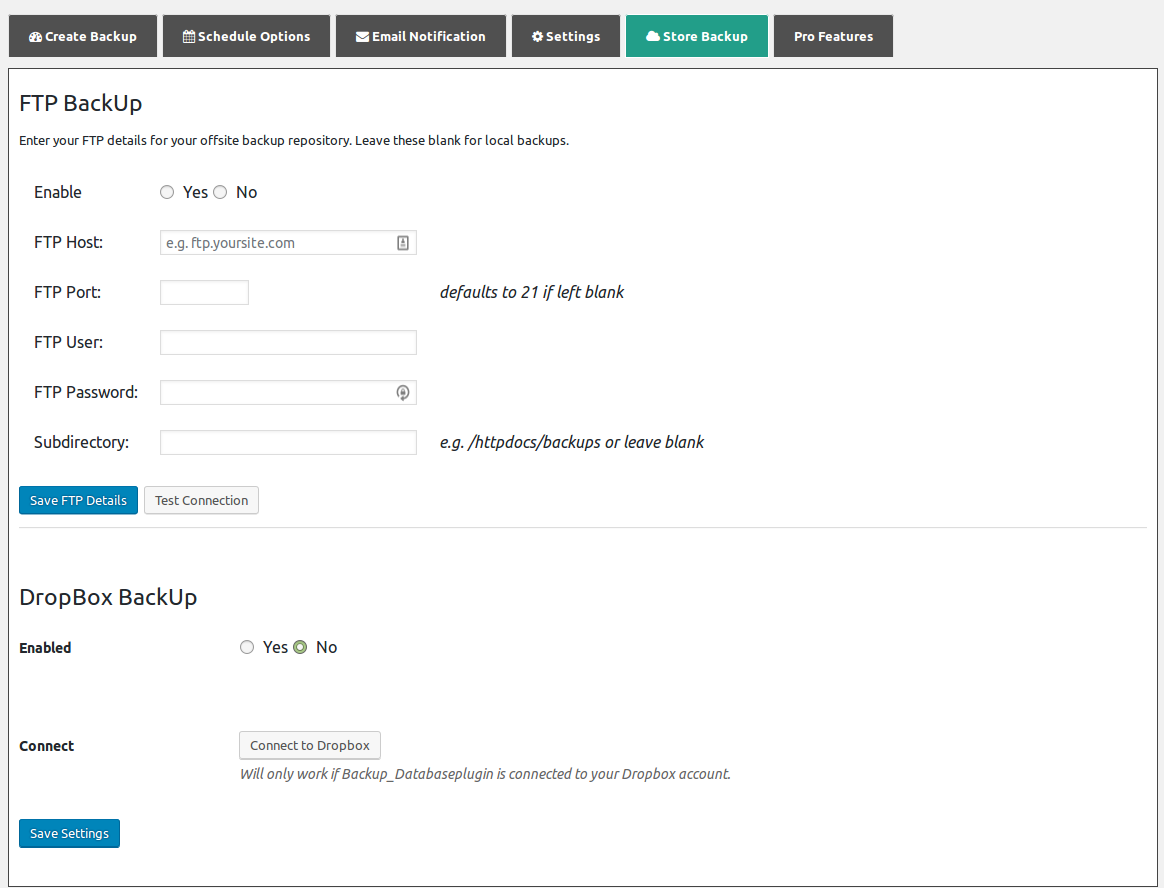 Create Backup Schedule Options Email Notification Settings Store Backup Pro Features
FTP BackUp
Enter your FTP details for your offsite backup repository. Leave these blank for local backups.
Enable Yes No
FTP Host: e.g. ftp.yoursite.com
FTP Port: defaults to 21 if left blank
FTP User:
FTP Password:
Subdirectory: e.g. /httpdocs/backups or leave blank
Save FTP Details Test Connection
DropBox BackUp
Enabled Yes No
Connect Connect to Dropbox
Will only work if Backup_Databaseplugin is connected to your Dropbox account.
Save Settings